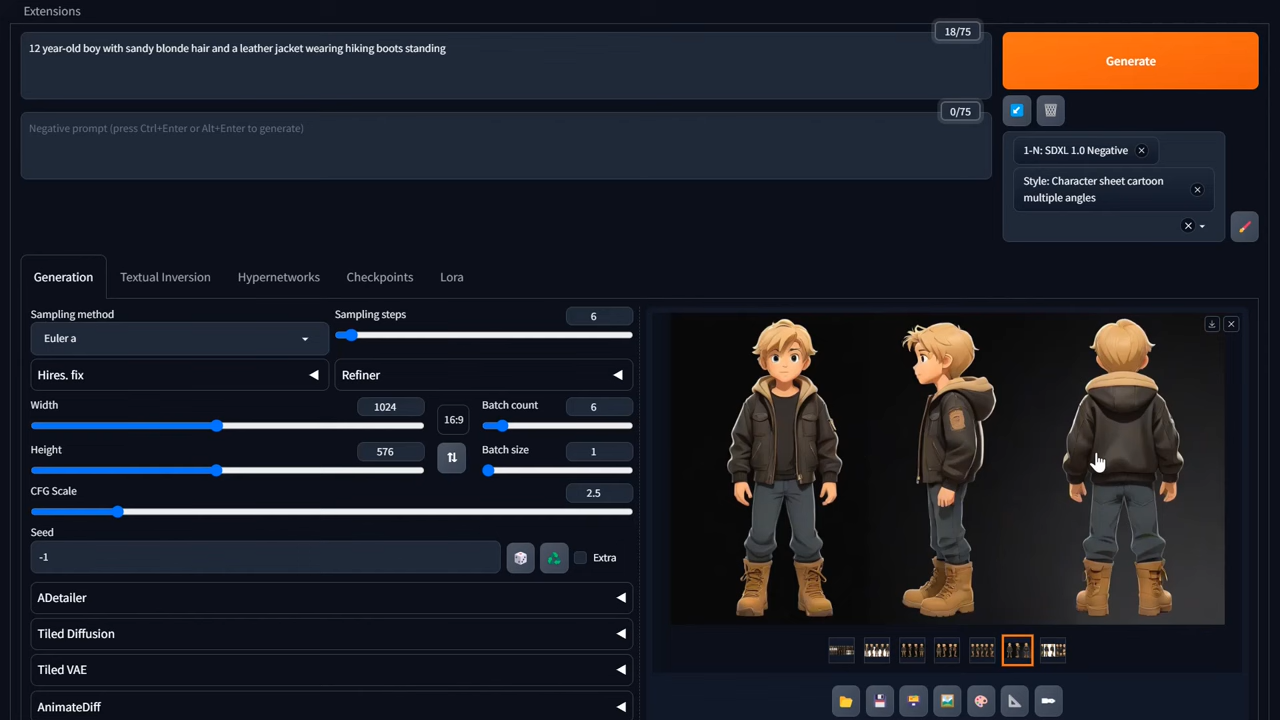 Extensions
18/75
12 year-old boy with sandy blonde hair and a leather jacket wearing hiking boots standing
Generate
0/75
Negative prompt (press Ctrl+Enter or Alt+Enter to generate)
1-N: SDXL 1.0 Negative
Style: Character sheet cartoon
multiple angles
Generation
Textual Inversion
Hypernetworks
Checkpoints
Lora
Sampling method
Sampling steps
6
Euler a
Hires. fix
Refiner
Width
1024
16:9
Batch count
6
Height
576
Batch size
1
CFG Scale
2.5
Seed
-1
Extra
ADetailer
Tiled Diffusion
Tiled VAE
AnimateDiff